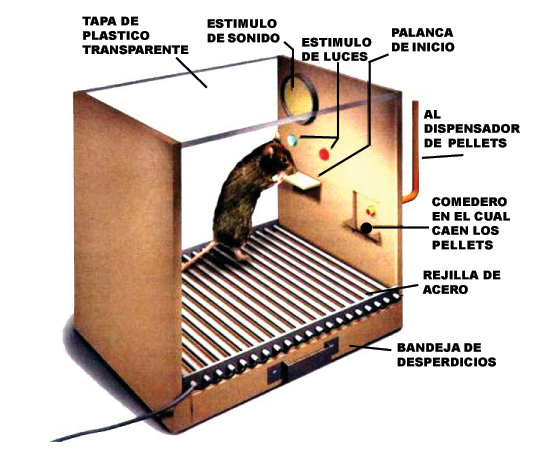 TAPA DE
PLASTICO
TRANSPARENTE
ESTIMULO
DE SONIDO
ESTIMULO
DE LUCES
PALANCA
DE INICIO
AL
DISPENSADOR
DE PELLETS
COMEDERO
EN EL CUAL
CAEN LOS
PELLETS
REJILLA DE
ACERO
BANDEJA DE
DESPERDICIOS